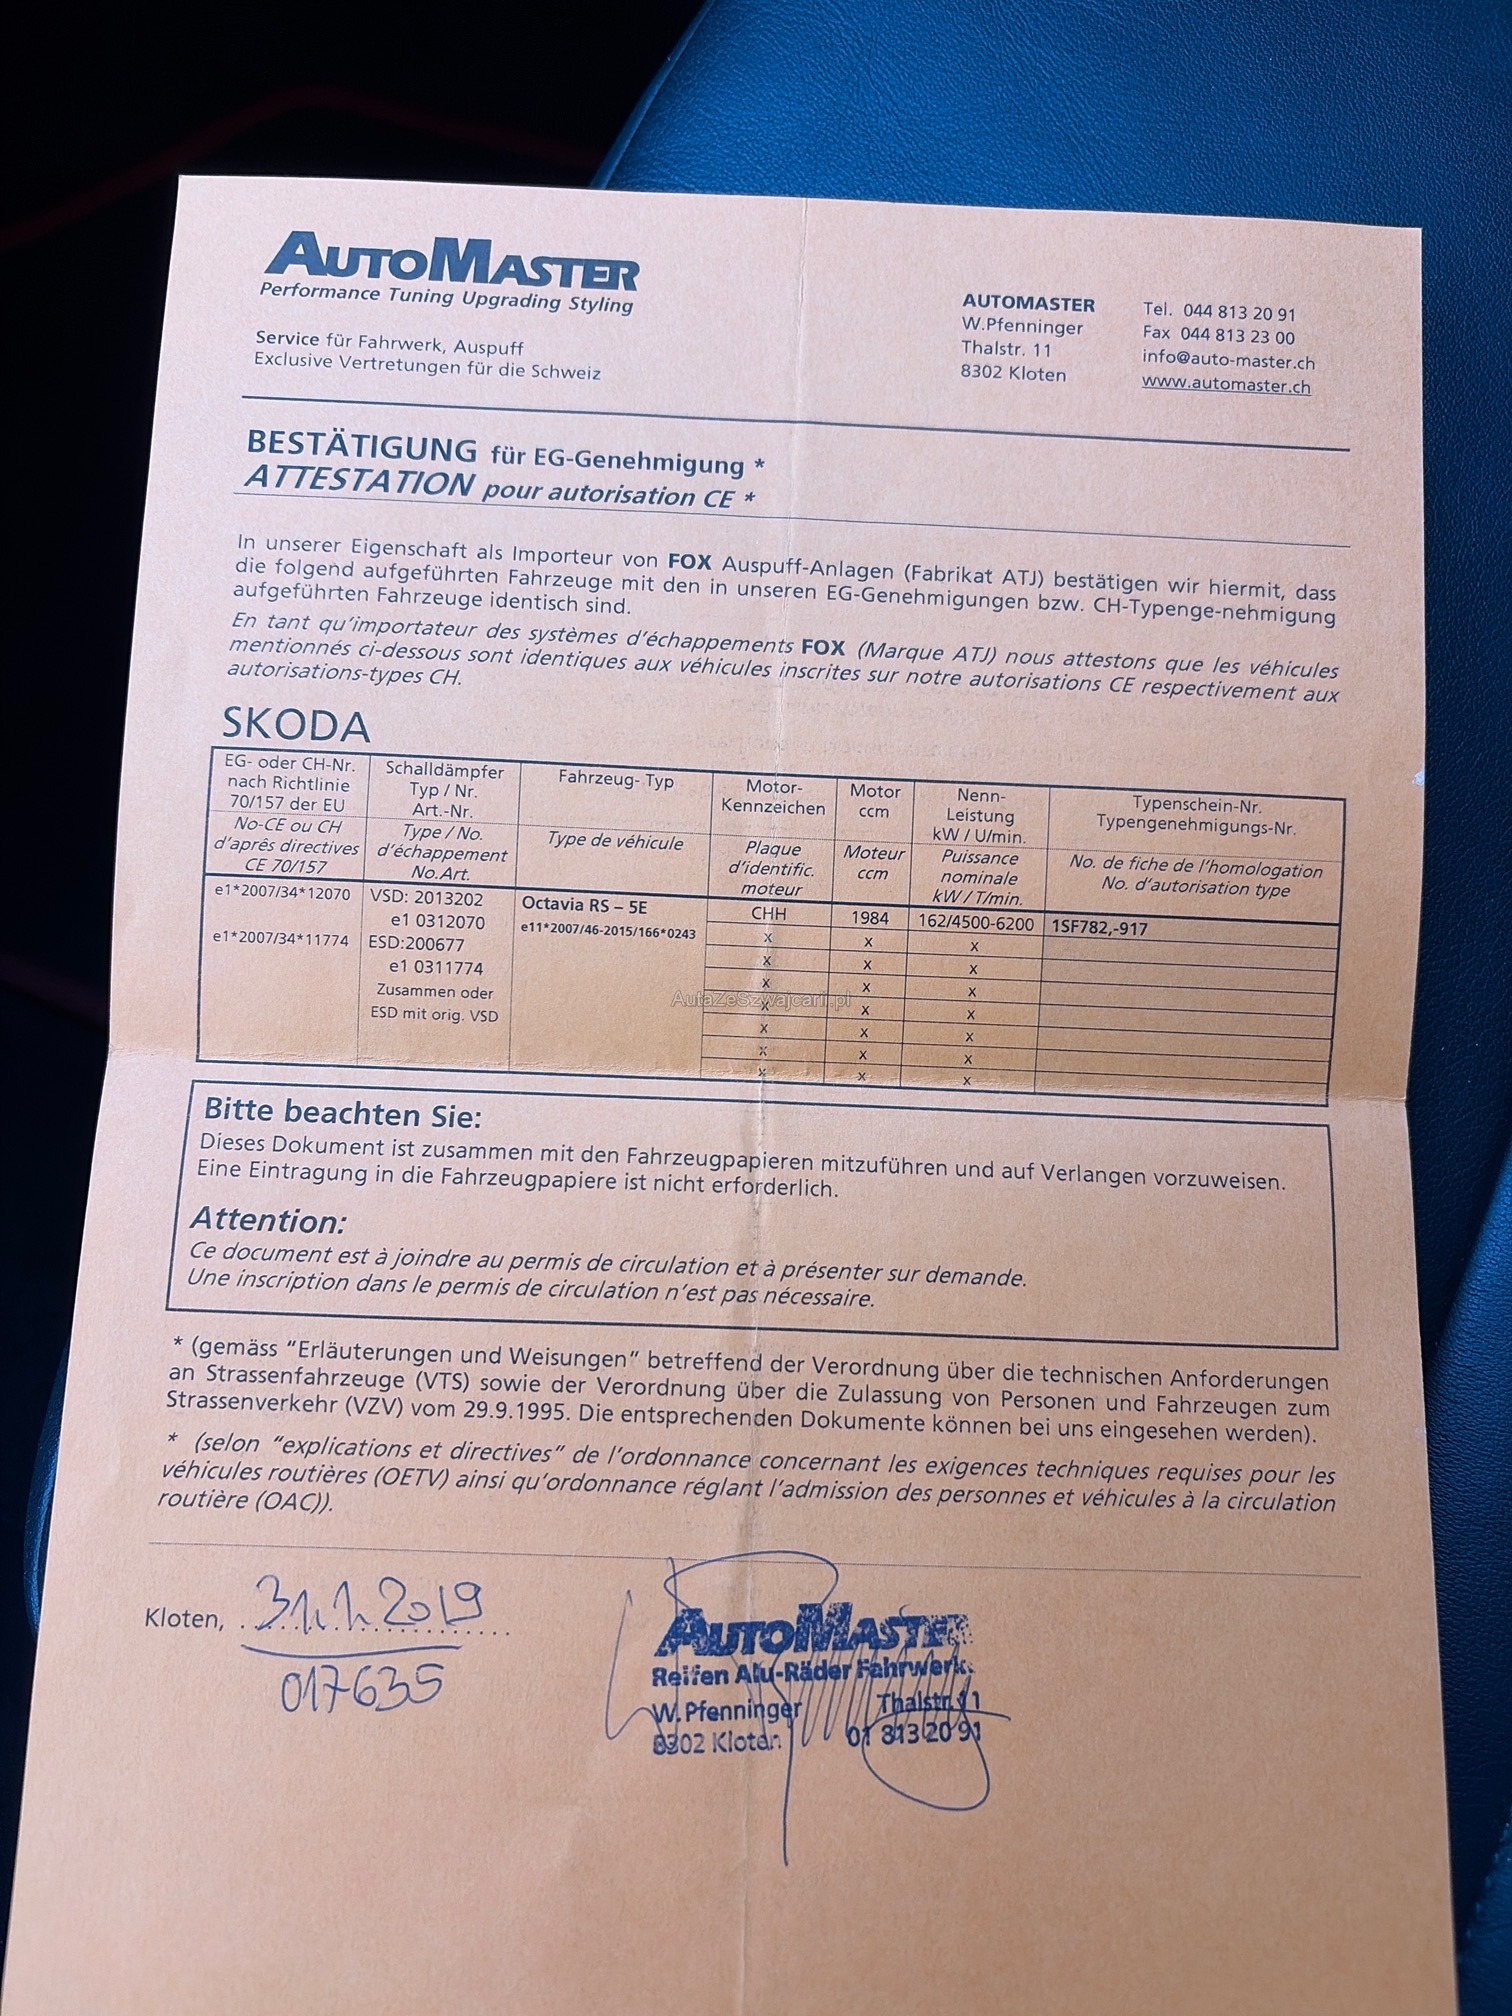 AUTOMASTER
Performance Tuning Upgrading Styling
Service für Fahrwerk, Auspuff
Exclusive Vertretungen für die Schweiz
AUTOMASTER
W.Pfenninger
Thalstr. 11
8302 Kloten
Tel. 044 813 20 91
Fax 044 813 23 00
info@auto-master.ch
www.automaster.ch
BESTÄTIGUNG für EG-Genehmigung *
ATTESTATION pour autorisation CE *
In unserer Eigenschaft als Importeur von FOX Auspuff-Anlagen (Fabrikat ATJ) bestätigen wir hiermit, dass
die folgend aufgeführten Fahrzeuge mit den in unseren EG-Genehmigungen bzw. CH-Typenge-nehmigung
aufgeführten Fahrzeuge identisch sind.
En tant qu'importateur des systèmes d'échappements FOX (Marque ATJ) nous attestons que les véhicules
mentionnés ci-dessous sont identiques aux véhicules inscrites sur notre autorisations CE respectivement aux
autorisations-types CH.
SKODA
EG- oder CH-Nr.
nach Richtlinie
70/157 der EU
No-CE ou CH
d'après directives
CE 70/157
Schalldämpfer
Typ / Nr.
Art.-Nr.
Type / No.
d'échappement
No.Art.
Fahrzeug- Typ
Type de véhicule
Motor-
Kennzeichen
Plaque
d'identific.
moteur
Motor
ccm
Moteur
ccm
Nenn-
Leistung
kW / U/min.
Puissance
nominale
kW / T/min.
Typenschein-Nr.
Typengenehmigungs-Nr.
No. de fiche de l'homologation
No. d'autorisation type
e1*2007/34*12070
e1*2007/34*11774
VSD: 2013202
e1 0312070
ESD:200677
e1 0311774
Zusammen oder
ESD mit orig. VSD
Octavia RS – 5E
e11*2007/46-2015/166*0243
CHH 1984 162/4500-6200 1SF782,-917
x x x
x x x
x x x
x x x
x x x
x x x
x x x
AutaZeSzwajcarii.pl
Bitte beachten Sie:
Dieses Dokument ist zusammen mit den Fahrzeugpapieren mitzuführen und auf Verlangen vorzuweisen.
Eine Eintragung in die Fahrzeugpapiere ist nicht erforderlich.
Attention:
Ce document est à joindre au permis de circulation et à présenter sur demande.
Une inscription dans le permis de circulation n'est pas nécessaire.
* (gemäss "Erläuterungen und Weisungen" betreffend der Verordnung über die technischen Anforderungen
an Strassenfahrzeuge (VTS) sowie der Verordnung über die Zulassung von Personen und Fahrzeugen zum
Strassenverkehr (VZV) vom 29.9.1995. Die entsprechenden Dokumente können bei uns eingesehen werden).
* (selon "explications et directives" de l'ordonnance concernant les exigences techniques requises pour les
véhicules routières (OETV) ainsi qu'ordonnance réglant l'admission des personnes et véhicules à la circulation
routière (OAC)).
Kloten, 31.1.2019
017635
AUTOMASTER
Reifen Alu-Räder Fahrwerk
W.Pfenninger Thalstr.11
8302 Kloten 01 813 20 91